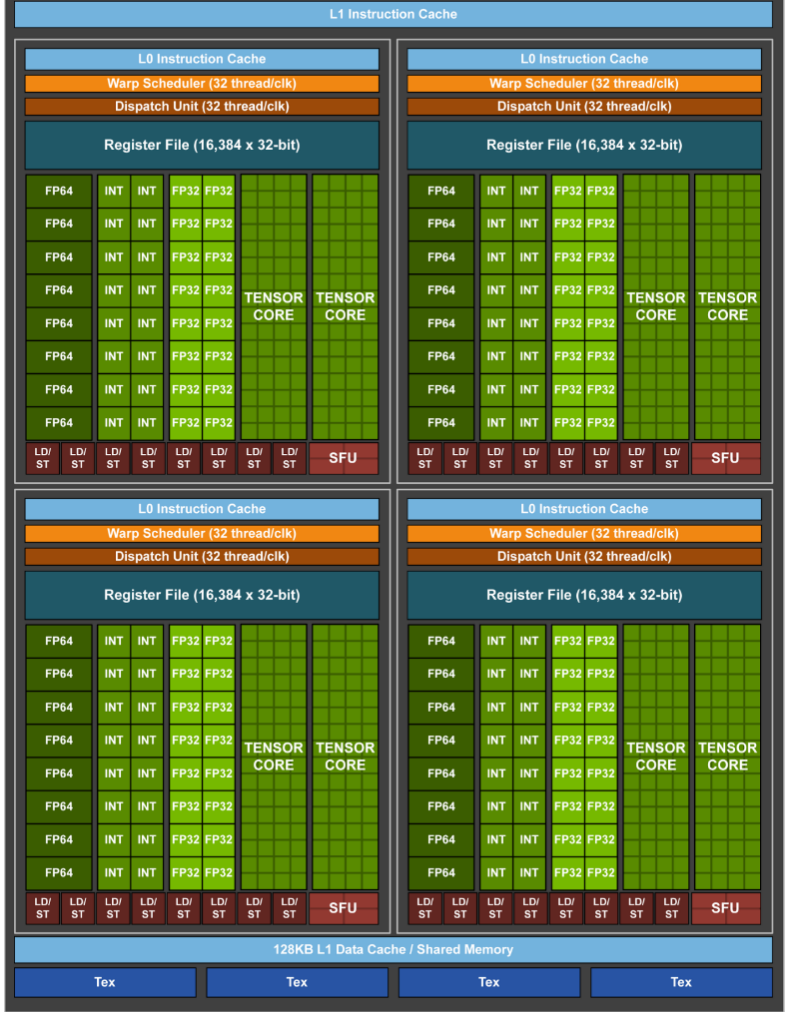 L1 Instruction Cache
L0 Instruction Cache
Warp Scheduler (32 thread/clk)
Dispatch Unit (32 thread/clk)
Register File (16,384 x 32-bit)
FP64 INT INT FP32 FP32
FP64 INT INT FP32 FP32
FP64 INT INT FP32 FP32
FP64 INT INT FP32 FP32
FP64 INT INT FP32 FP32
FP64 INT INT FP32 FP32
FP64 INT INT FP32 FP32
FP64 INT INT FP32 FP32
TENSOR CORE
TENSOR CORE
LD/ST LD/ST LD/ST LD/ST LD/ST LD/ST LD/ST LD/ST SFU
L0 Instruction Cache
Warp Scheduler (32 thread/clk)
Dispatch Unit (32 thread/clk)
Register File (16,384 x 32-bit)
FP64 INT INT FP32 FP32
FP64 INT INT FP32 FP32
FP64 INT INT FP32 FP32
FP64 INT INT FP32 FP32
FP64 INT INT FP32 FP32
FP64 INT INT FP32 FP32
FP64 INT INT FP32 FP32
FP64 INT INT FP32 FP32
TENSOR CORE
TENSOR CORE
LD/ST LD/ST LD/ST LD/ST LD/ST LD/ST LD/ST LD/ST SFU
L0 Instruction Cache
Warp Scheduler (32 thread/clk)
Dispatch Unit (32 thread/clk)
Register File (16,384 x 32-bit)
FP64 INT INT FP32 FP32
FP64 INT INT FP32 FP32
FP64 INT INT FP32 FP32
FP64 INT INT FP32 FP32
FP64 INT INT FP32 FP32
FP64 INT INT FP32 FP32
FP64 INT INT FP32 FP32
FP64 INT INT FP32 FP32
TENSOR CORE
TENSOR CORE
LD/ST LD/ST LD/ST LD/ST LD/ST LD/ST LD/ST LD/ST SFU
L0 Instruction Cache
Warp Scheduler (32 thread/clk)
Dispatch Unit (32 thread/clk)
Register File (16,384 x 32-bit)
FP64 INT INT FP32 FP32
FP64 INT INT FP32 FP32
FP64 INT INT FP32 FP32
FP64 INT INT FP32 FP32
FP64 INT INT FP32 FP32
FP64 INT INT FP32 FP32
FP64 INT INT FP32 FP32
FP64 INT INT FP32 FP32
TENSOR CORE
TENSOR CORE
LD/ST LD/ST LD/ST LD/ST LD/ST LD/ST LD/ST LD/ST SFU
128KB L1 Data Cache / Shared Memory
Tex Tex Tex Tex